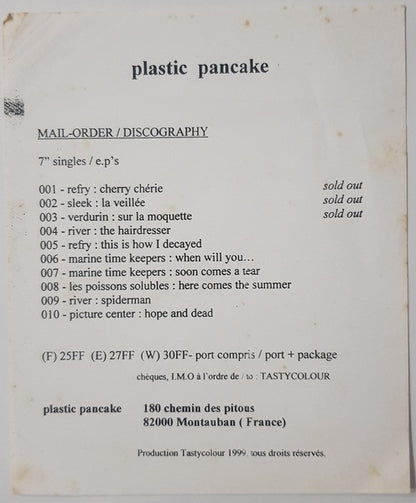 plastic pancake
MAIL-ORDER / DISCOGRAPHY
7" singles / e.p's
001 - refry : cherry chérie sold out
002 - sleek : la veillée sold out
003 - verdurin : sur la moquette sold out
004 - river : the hairdresser
005 - refry : this is how I decayed
006 - marine time keepers : when will you...
007 - marine time keepers : soon comes a tear
008 - les poissons solubles : here comes the summer
009 - river : spiderman
010 - picture center : hope and dead
(F) 25FF (E) 27FF (W) 30FF- port compris / port + package
chèques, I.M.O à l'ordre de / to : TASTYCOLOUR
plastic pancake 180 chemin des pitous
82000 Montauban ( France)
Production Tastycolour 1999, tous droits réservés.